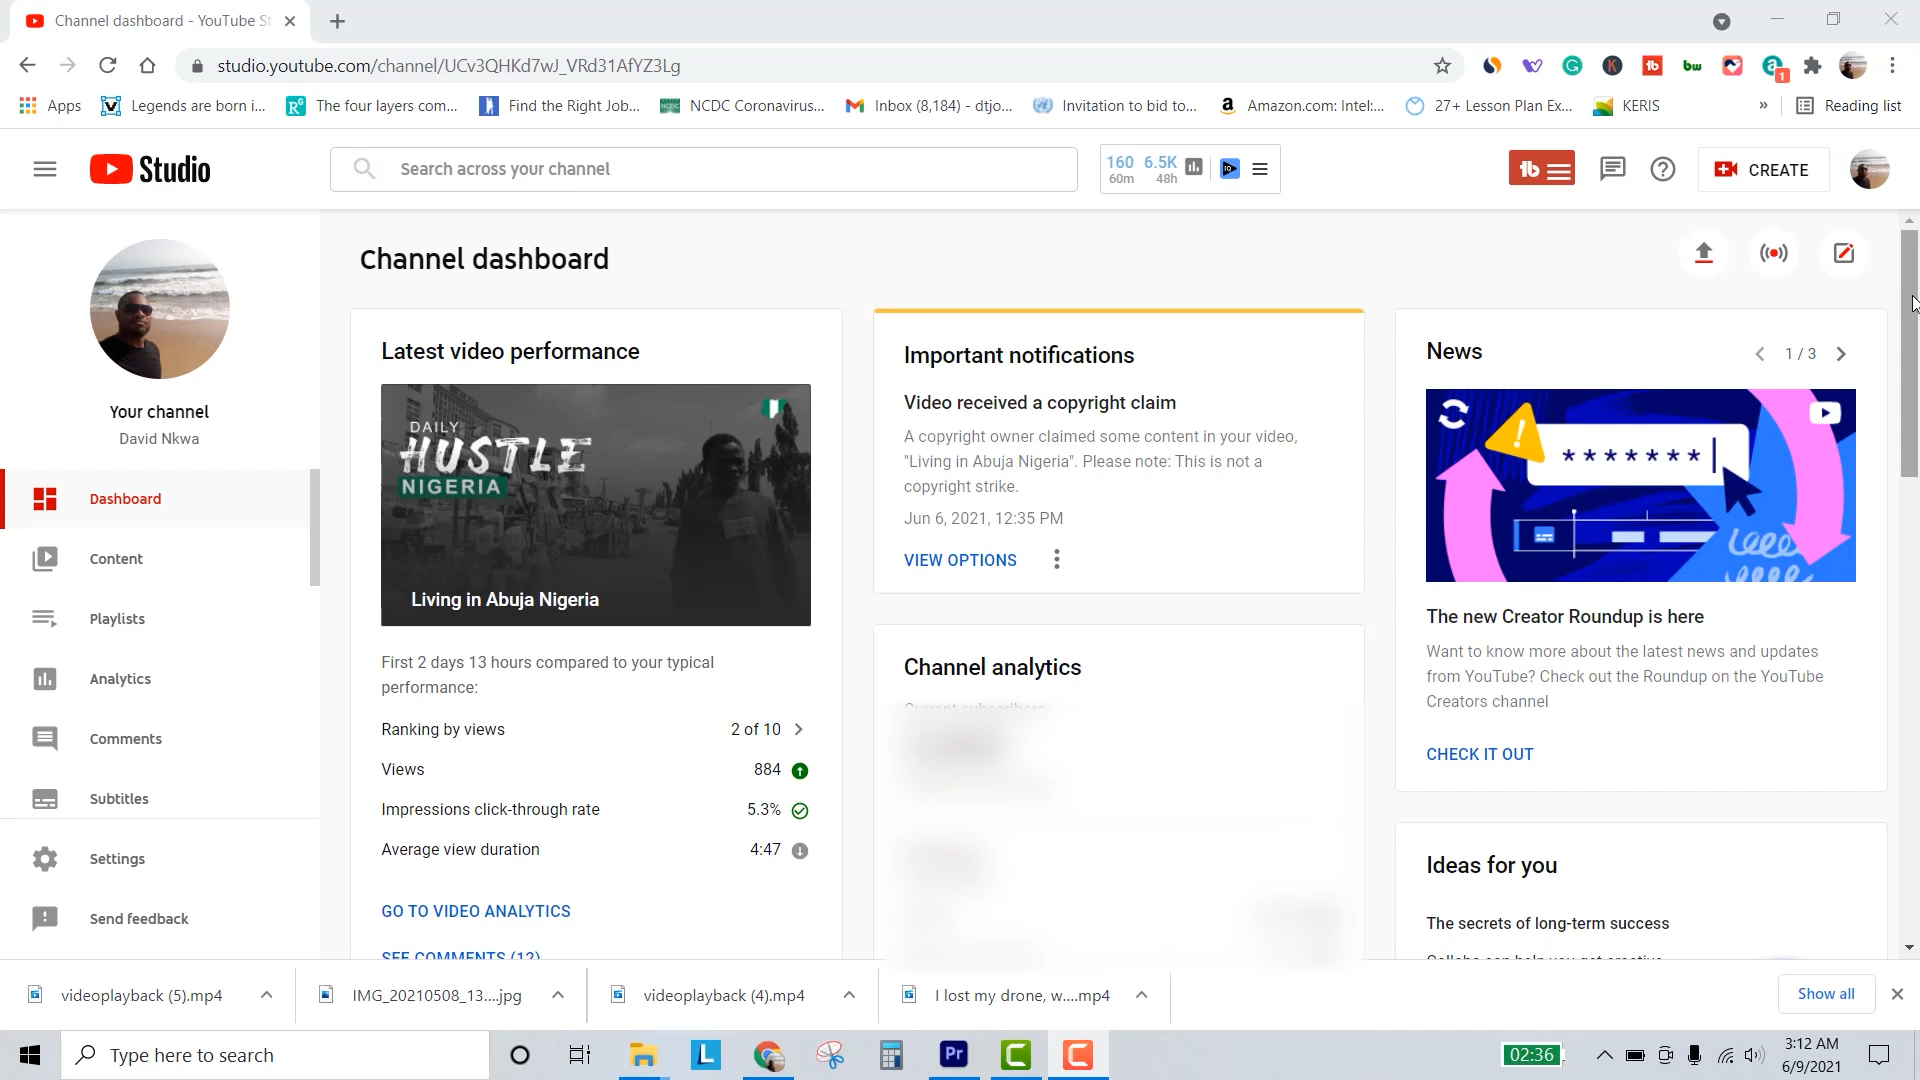 Channel dashboard - YouTube St
studio.youtube.com/channel/UCv3QHKd7wJ_VRd31AfYZ3Lg
1
Apps
Legends are born i...
The four layers com...
Find the Right Job...
NCDC Coronavirus...
Inbox (8,184) - dtjo...
Invitation to bid to...
Amazon.com: Intel:...
27+ Lesson Plan Ex...
KERIS
»
Reading list
Studio
Search across your channel
160 6.5K
60m 48h
CREATE
Channel dashboard
Your channel
David Nkwa
Dashboard
Content
Playlists
Analytics
Comments
Subtitles
Settings
Send feedback
Latest video performance
DAILY
HUSTLE
NIGERIA
Living in Abuja Nigeria
First 2 days 13 hours compared to your typical
performance:
Ranking by views 2 of 10
Views 884
Impressions click-through rate 5.3%
Average view duration 4:47
GO TO VIDEO ANALYTICS
SEE COMMENTS (12)
Important notifications
Video received a copyright claim
A copyright owner claimed some content in your video,
"Living in Abuja Nigeria". Please note: This is not a
copyright strike.
Jun 6, 2021, 12:35 PM
VIEW OPTIONS
Channel analytics
Current subscribers
News
1 / 3
*******
The new Creator Roundup is here
Want to know more about the latest news and updates
from YouTube? Check out the Roundup on the YouTube
Creators channel
CHECK IT OUT
Ideas for you
The secrets of long-term success
videoplayback (5).mp4
IMG_20210508_13....jpg
videoplayback (4).mp4
I lost my drone, w....mp4
Show all
Type here to search
L
Pr
02:36
3:12 AM
6/9/2021